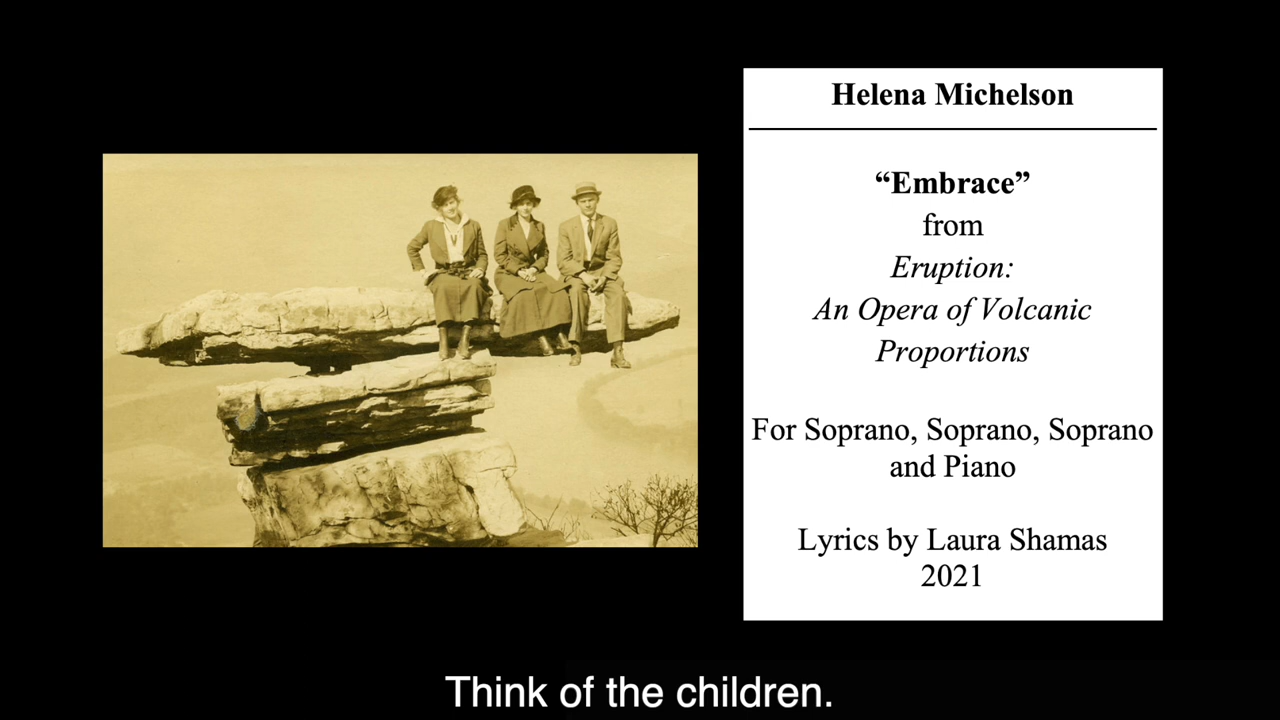 Helena Michelson
“Embrace”
from
Eruption:
An Opera of Volcanic
Proportions
For Soprano, Soprano, Soprano
and Piano
Lyrics by Laura Shamas
2021
Think of the children.